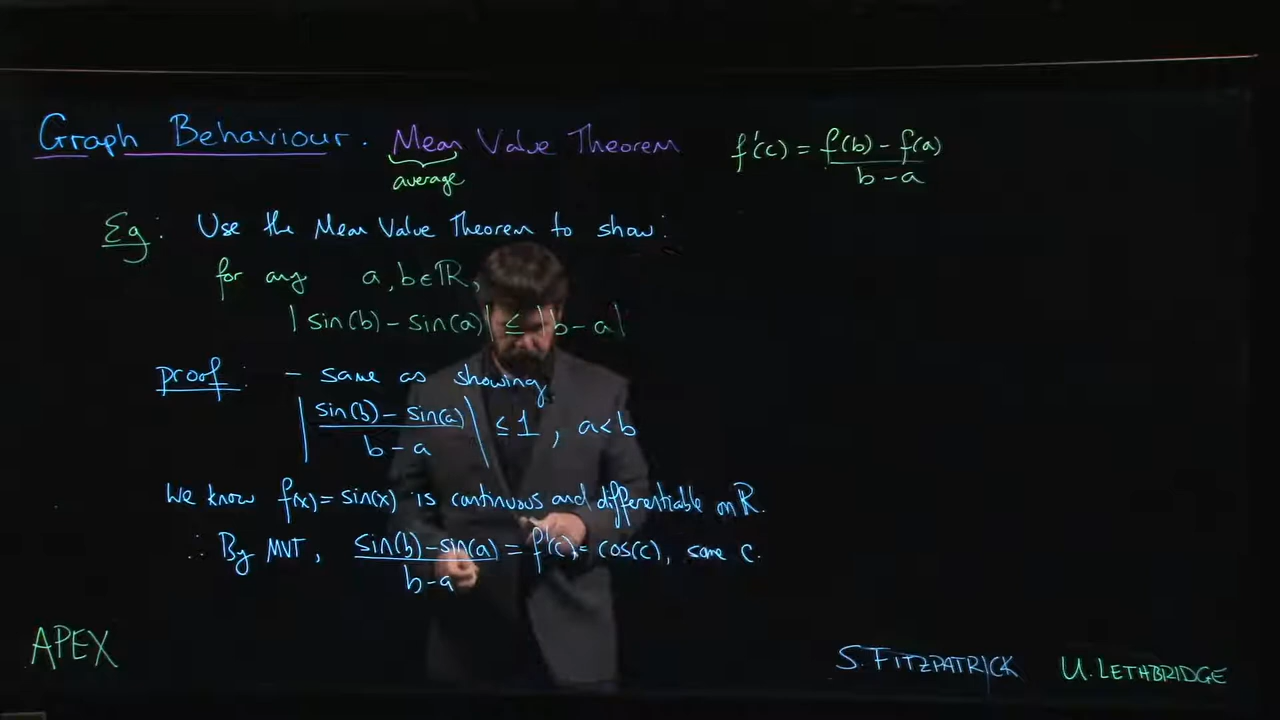 Graph Behaviour. Mean Value Theorem
average
f'(c) = f(b) - f(a) / b - a
Eg: Use the Mean Value Theorem to show:
for any a, b ∈ ℝ,
| sin(b) - sin(a) | ≤ | b - a |
proof: - same as showing
| sin(b) - sin(a) / b - a | ≤ 1, a < b
We know f(x) = sin(x) is continuous and differentiable on ℝ.
∴ By MVT, sin(b) - sin(a) / b - a = f'(c) = cos(c), some c.
APEX
S. FITZPATRICK U. LETHBRIDGE